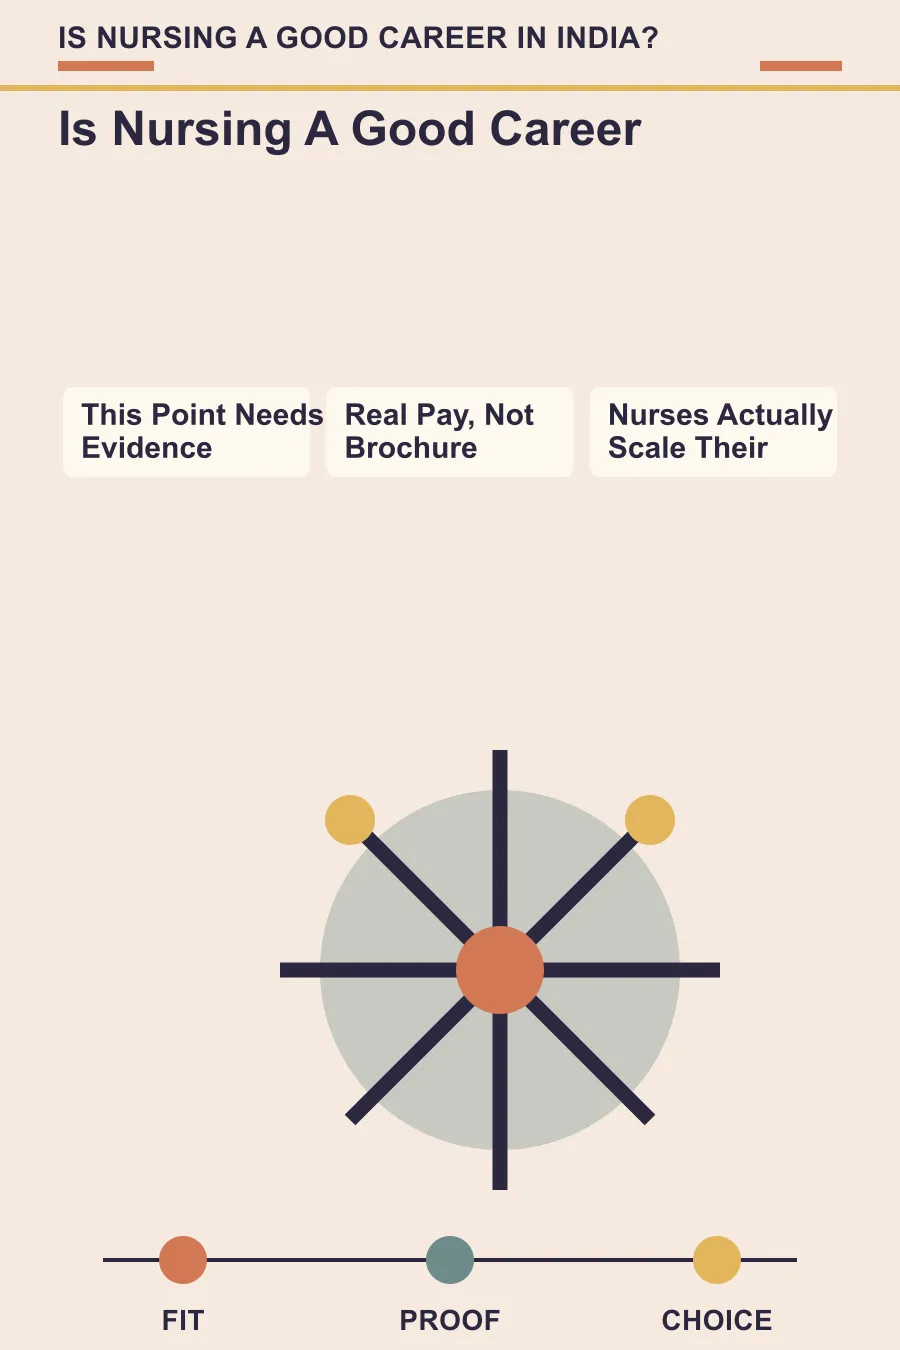 IS NURSING A GOOD CAREER IN INDIA?
Is Nursing A Good Career
This Point Needs
Evidence
Real Pay, Not
Brochure
Nurses Actually
Scale Their
FIT
PROOF
CHOICE